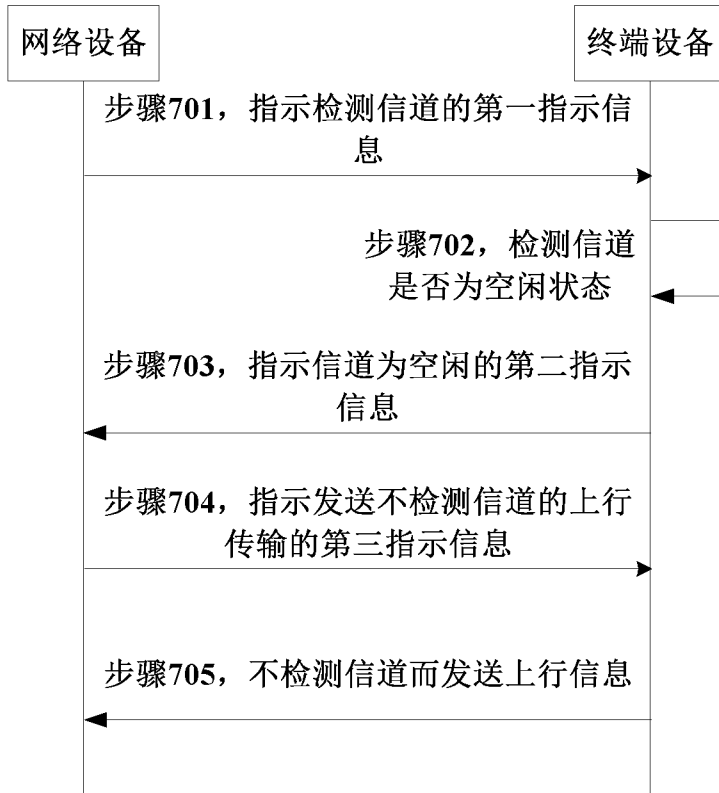 网络设备
终端设备
步骤701，指示检测信道的第一指示信
息
步骤702，检测信道
是否为空闲状态
步骤703，指示信道为空闲的第二指示
信息
步骤704，指示发送不检测信道的上行
传输的第三指示信息
步骤705，不检测信道而发送上行信息